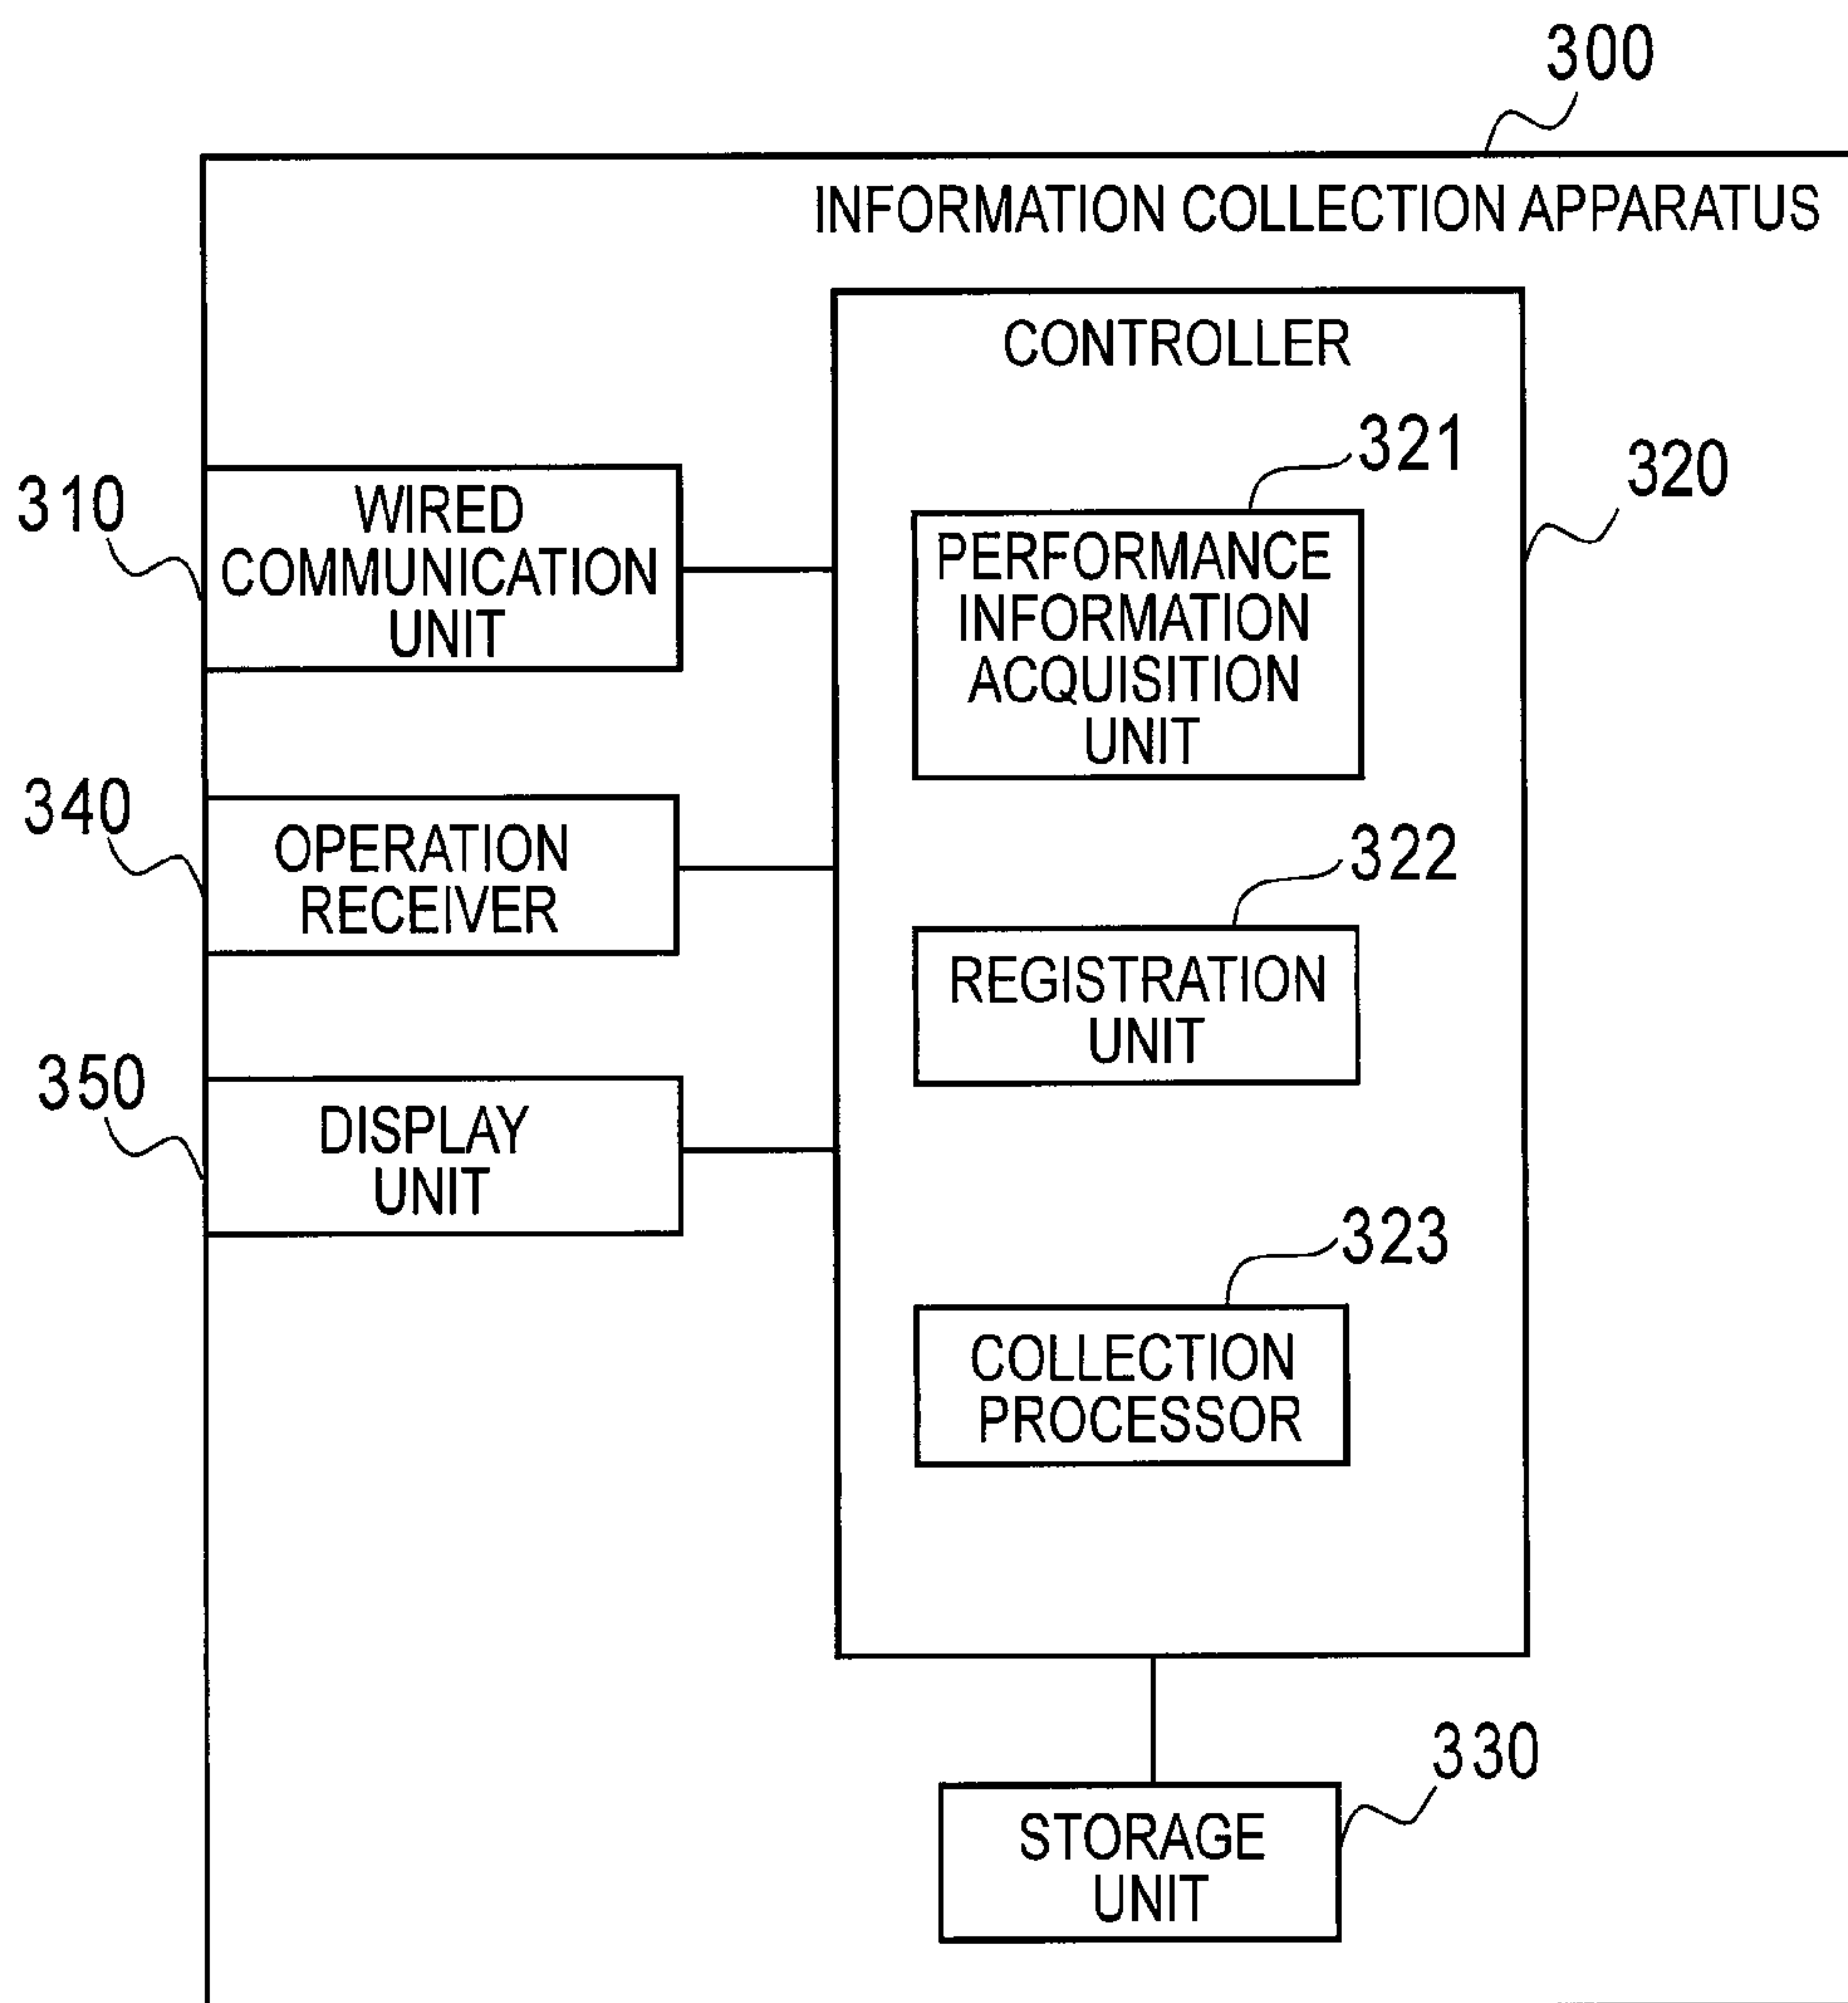 300
INFORMATION COLLECTION APPARATUS
CONTROLLER
321
320
310
WIRED
COMMUNICATION
UNIT
PERFORMANCE
INFORMATION
ACQUISITION
UNIT
340
OPERATION
RECEIVER
322
REGISTRATION
UNIT
350
DISPLAY
UNIT
323
COLLECTION
PROCESSOR
330
STORAGE
UNIT